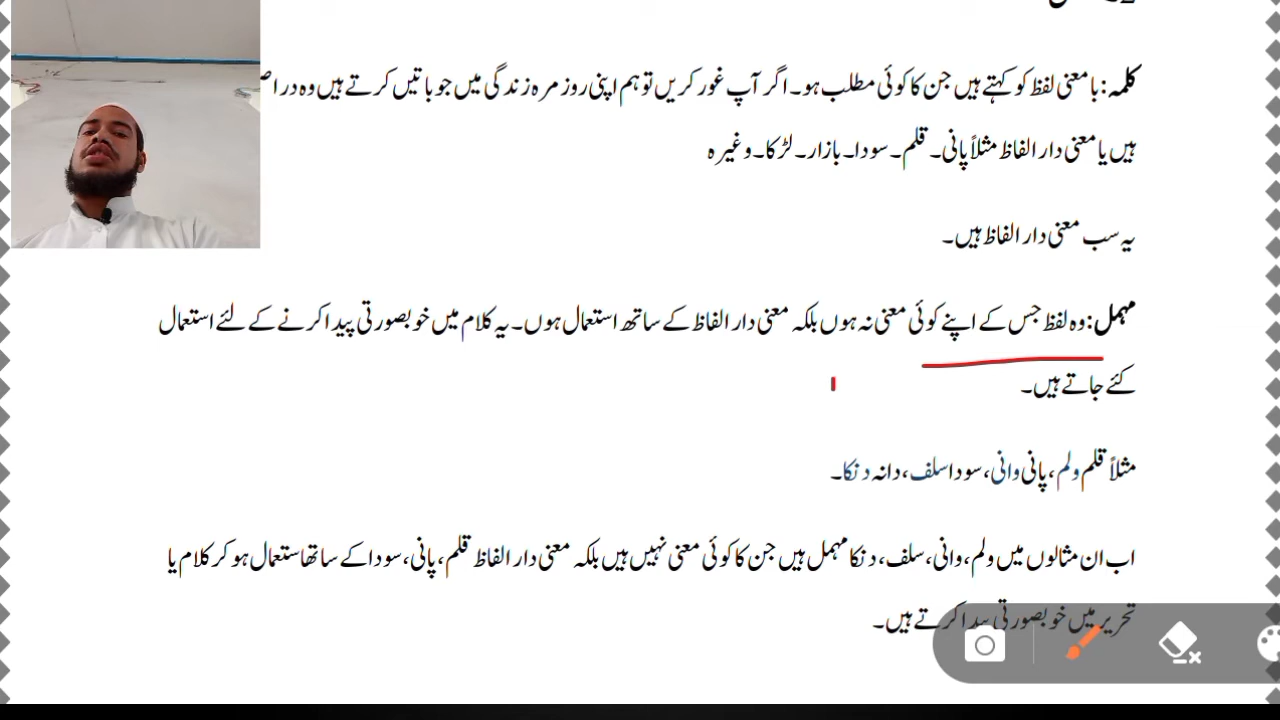 کلمہ: با معنی لفظ کو کہتے ہیں جن کا کوئی مطلب ہو۔ اگر آپ غور کریں تو ہم اپنی روز مرہ زندگی میں جو باتیں کرتے ہیں وہ
ہیں یا معنی دار الفاظ مثلاً پانی۔ قلم۔ سودا۔ بازار۔ لڑکا۔ وغیرہ
یہ سب معنی دار الفاظ ہیں۔
مہمل: وہ لفظ جس کے اپنے کوئی معنی نہ ہوں بلکہ معنی دار الفاظ کے ساتھ استعمال ہوں۔ یہ کلام میں خوبصورتی پیدا کرنے کے لئے استعمال
کئے جاتے ہیں۔
مثلاً قلم ولم، پانی وانی، سودا سلف، دانہ دنکا۔
اب ان مثالوں میں ولم، وانی، سلف، دنکا مہمل ہیں جن کا کوئی معنی نہیں ہیں بلکہ معنی دار الفاظ قلم، پانی، سودا کے ساتھ استعمال ہو کر کلام یا
تحریر میں خوبصورتی پیدا کرتے ہیں۔